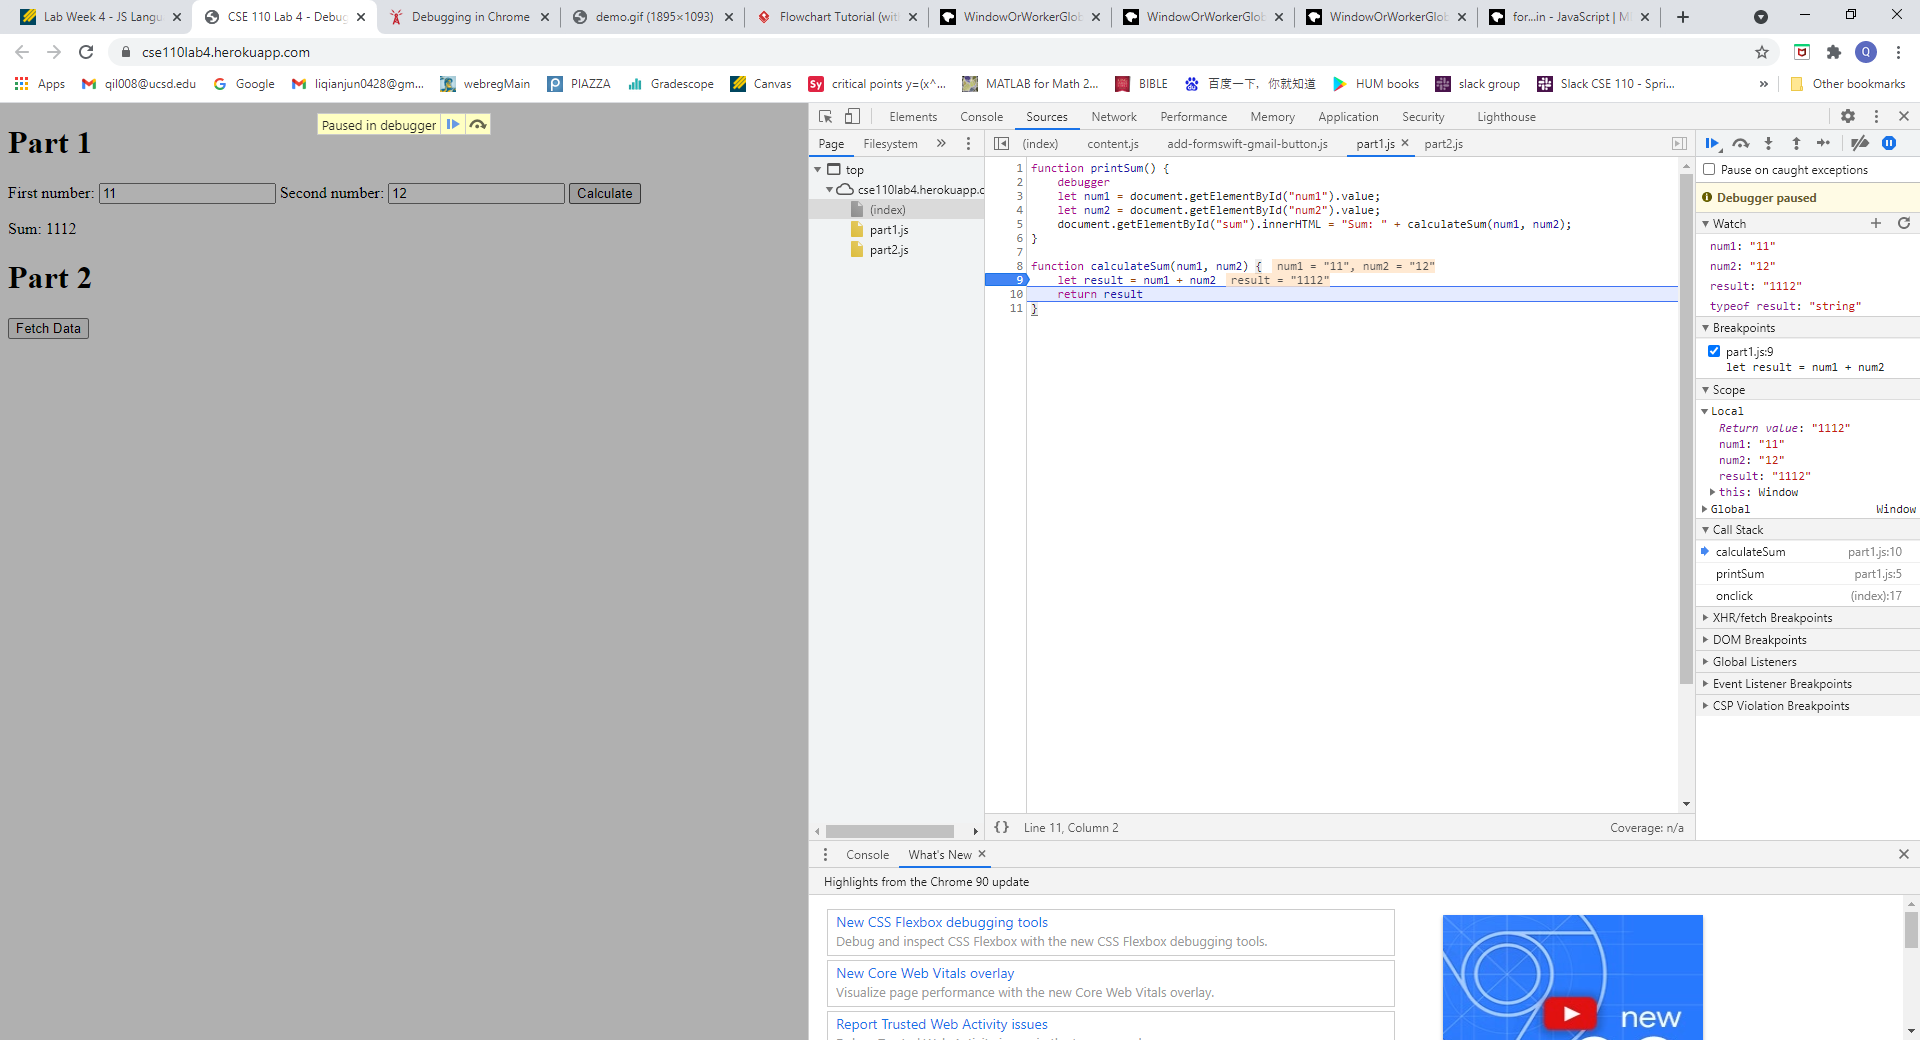 Lab Week 4 - JS Langu
CSE 110 Lab 4 - Debug
Debugging in Chrome
demo.gif (1895×1093)
Flowchart Tutorial (wit
WindowOrWorkerGlob
WindowOrWorkerGlob
WindowOrWorkerGlob
for...in - JavaScript | M
cse110lab4.herokuapp.com
Q
Apps
qil008@ucsd.edu
Google
liqianjun0428@gm...
webregMain
PIAZZA
Gradescope
Canvas
Sy critical points y=(x^...
MATLAB for Math 2...
BIBLE
百度一下，你就知道
HUM books
slack group
Slack CSE 110 - Spri...
»
Other bookmarks
Paused in debugger
Part 1
First number: 11 Second number: 12 Calculate
Sum: 1112
Part 2
Fetch Data
Elements Console Sources Network Performance Memory Application Security Lighthouse
Page Filesystem »
top
cse110lab4.herokuapp.c
(index)
part1.js
part2.js
(index) content.js add-formswift-gmail-button.js part1.js part2.js
1 function printSum() {
2 debugger
3 let num1 = document.getElementById("num1").value;
4 let num2 = document.getElementById("num2").value;
5 document.getElementById("sum").innerHTML = "Sum: " + calculateSum(num1, num2);
6 }
7
8 function calculateSum(num1, num2) { num1 = "11", num2 = "12"
9 let result = num1 + num2 result = "1112"
10 return result
11 }
{} Line 11, Column 2
Coverage: n/a
Pause on caught exceptions
Debugger paused
Watch
num1: "11"
num2: "12"
result: "1112"
typeof result: "string"
Breakpoints
part1.js:9
let result = num1 + num2
Scope
Local
Return value: "1112"
num1: "11"
num2: "12"
result: "1112"
this: Window
Global Window
Call Stack
calculateSum part1.js:10
printSum part1.js:5
onclick (index):17
XHR/fetch Breakpoints
DOM Breakpoints
Global Listeners
Event Listener Breakpoints
CSP Violation Breakpoints
Console What's New
Highlights from the Chrome 90 update
New CSS Flexbox debugging tools
Debug and inspect CSS Flexbox with the new CSS Flexbox debugging tools.
New Core Web Vitals overlay
Visualize page performance with the new Core Web Vitals overlay.
Report Trusted Web Activity issues
new